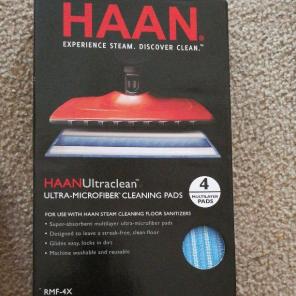 HAAN®
EXPERIENCE STEAM. DISCOVER CLEAN.™
HAANUltraclean™
ULTRA-MICROFIBER CLEANING PADS
4
MULTILAYER
PADS
FOR USE WITH HAAN STEAM CLEANING FLOOR SANITIZERS
• Super-absorbent multilayer ultra-microfiber pads
• Designed to leave a streak-free, clean floor
• Glides easy, locks in dirt
• Machine washable and reusable
RMF-4X